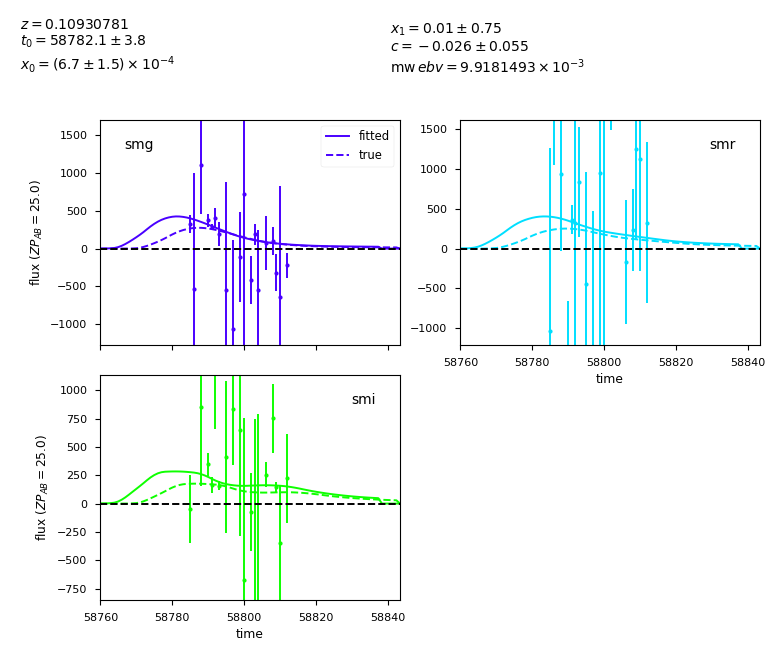 z = 0.10930781
t₀ = 58782.1 ± 3.8
x₀ = (6.7 ± 1.5) × 10⁻⁴
x₁ = 0.01 ± 0.75
c = −0.026 ± 0.055
mw ebv = 9.9181493 × 10⁻³
smg
fitted
true
1500
1000
500
0
−500
−1000
flux (ZP_AB = 25.0)
smr
1500
1000
500
0
−500
−1000
58760 58780 58800 58820 58840
time
smi
1000
750
500
250
0
−250
−500
−750
flux (ZP_AB = 25.0)
58760 58780 58800 58820 58840
time